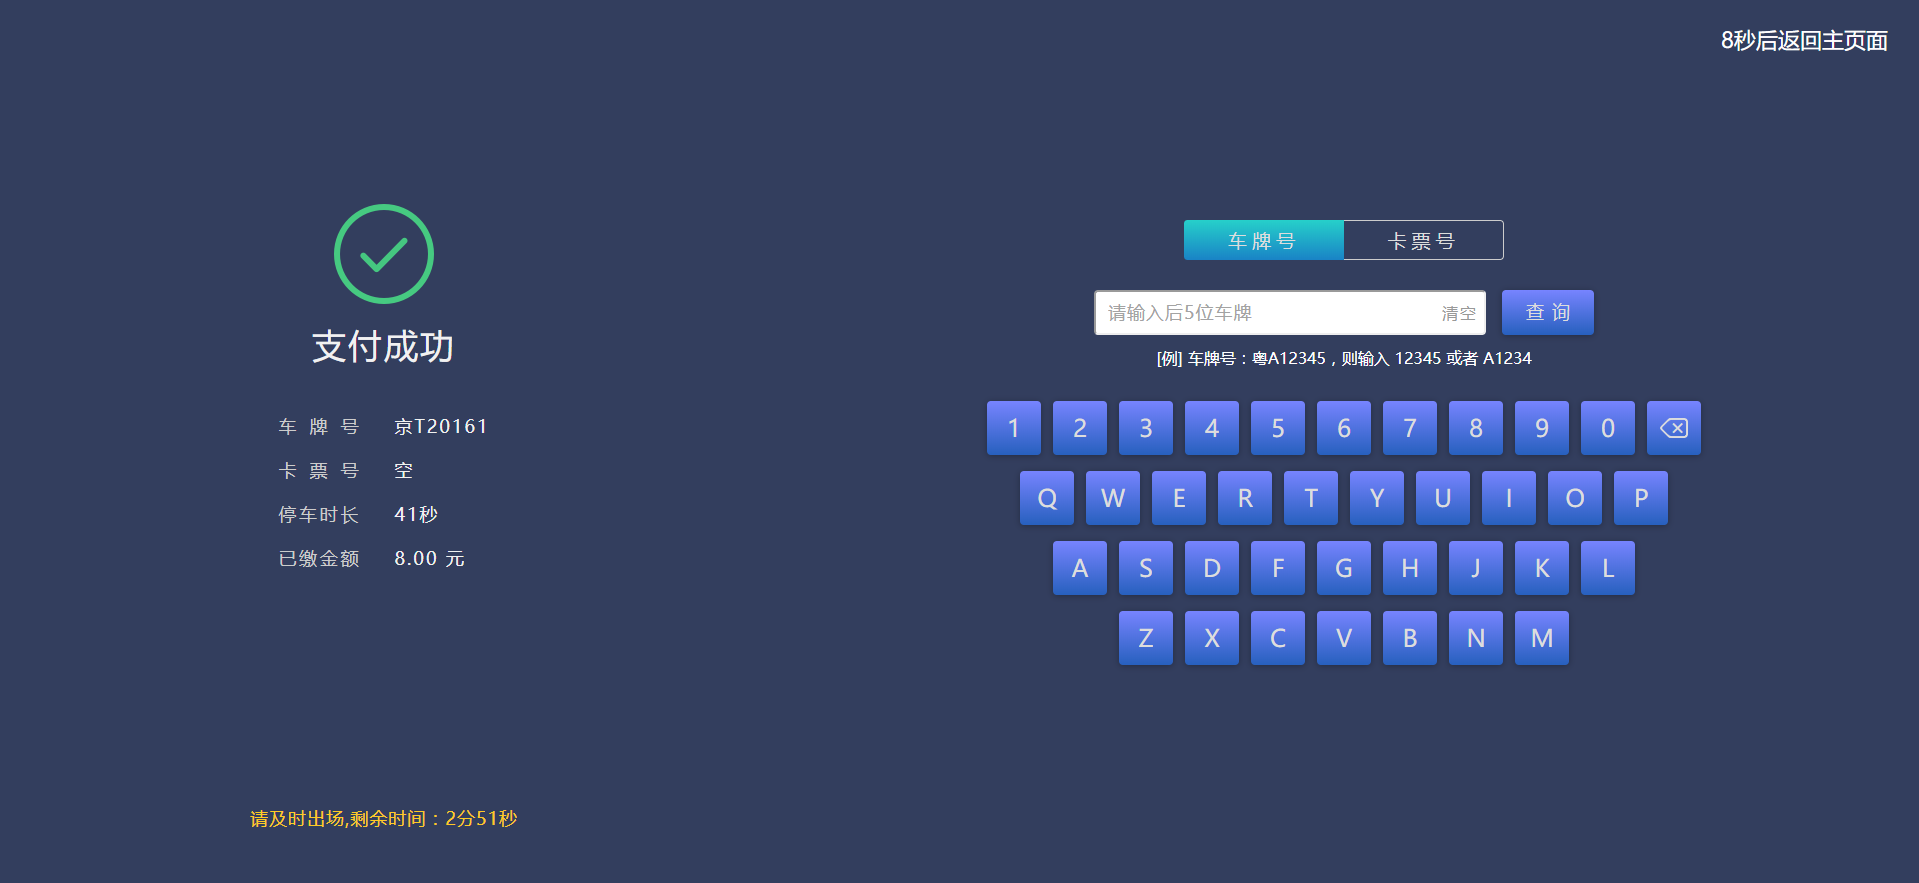 8秒后返回主页面
支付成功
车牌号 京T20161
卡票号 空
停车时长 41秒
已缴金额 8.00 元
请及时出场,剩余时间：2分51秒
车牌号 卡票号
请输入后5位车牌 清空 查询
[例] 车牌号：粤A12345，则输入 12345 或者 A1234
1 2 3 4 5 6 7 8 9 0
Q W E R T Y U I O P
A S D F G H J K L
Z X C V B N M